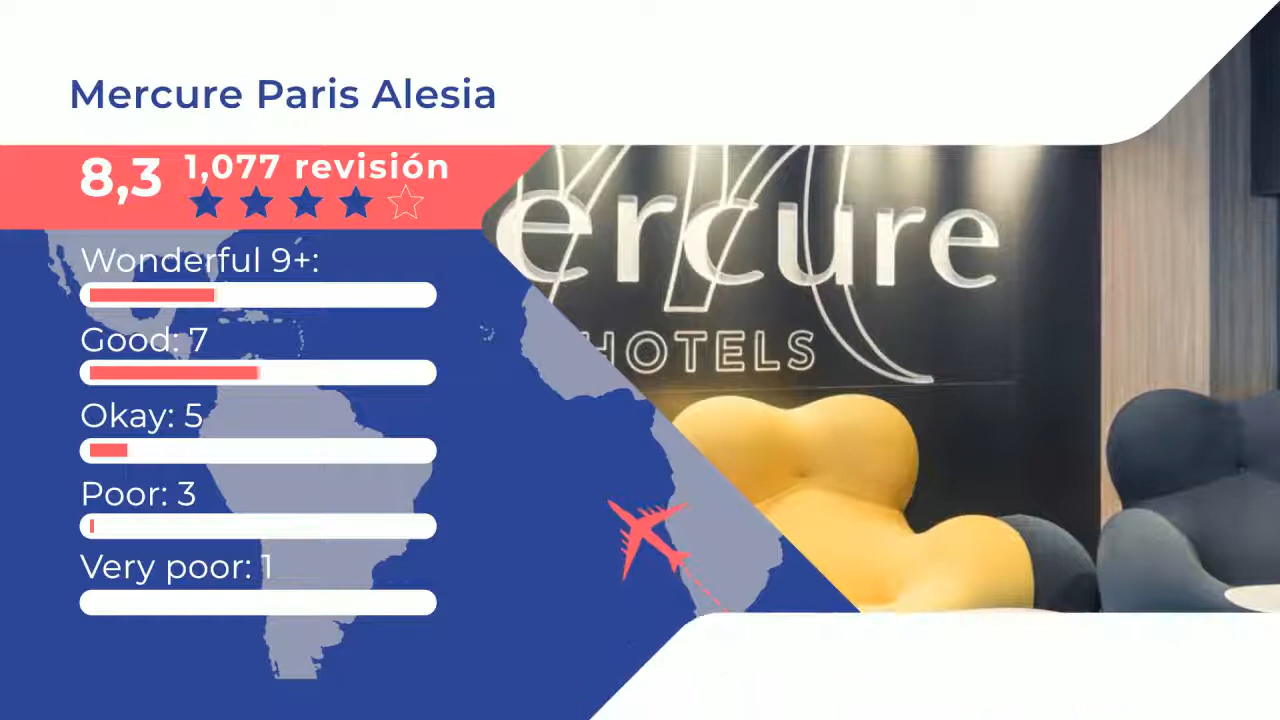 Mercure Paris Alesia
8,3
1,077 revisión
Wonderful 9+:
Good: 7
Okay: 5
Poor: 3
Very poor: 1
ercure
HOTELS